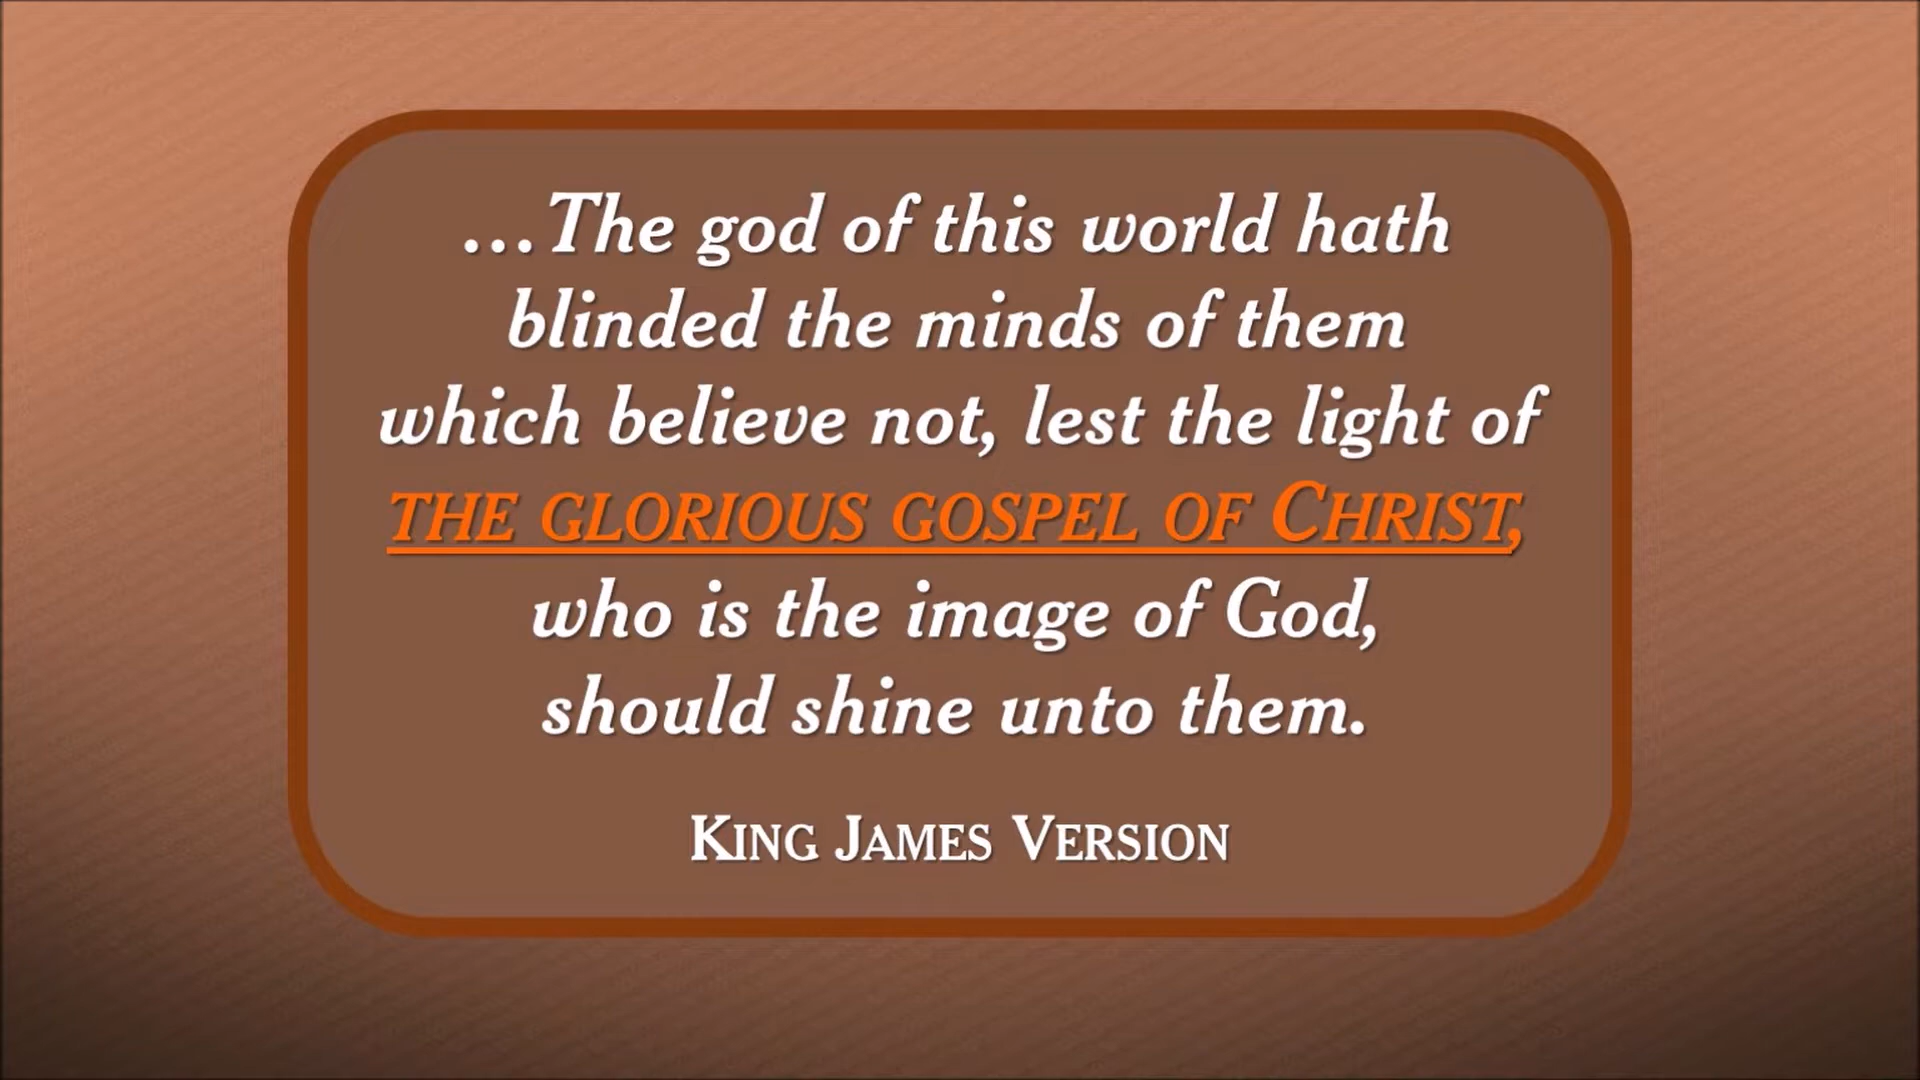 …The god of this world hath
blinded the minds of them
which believe not, lest the light of
THE GLORIOUS GOSPEL OF CHRIST,
who is the image of God,
should shine unto them.
KING JAMES VERSION